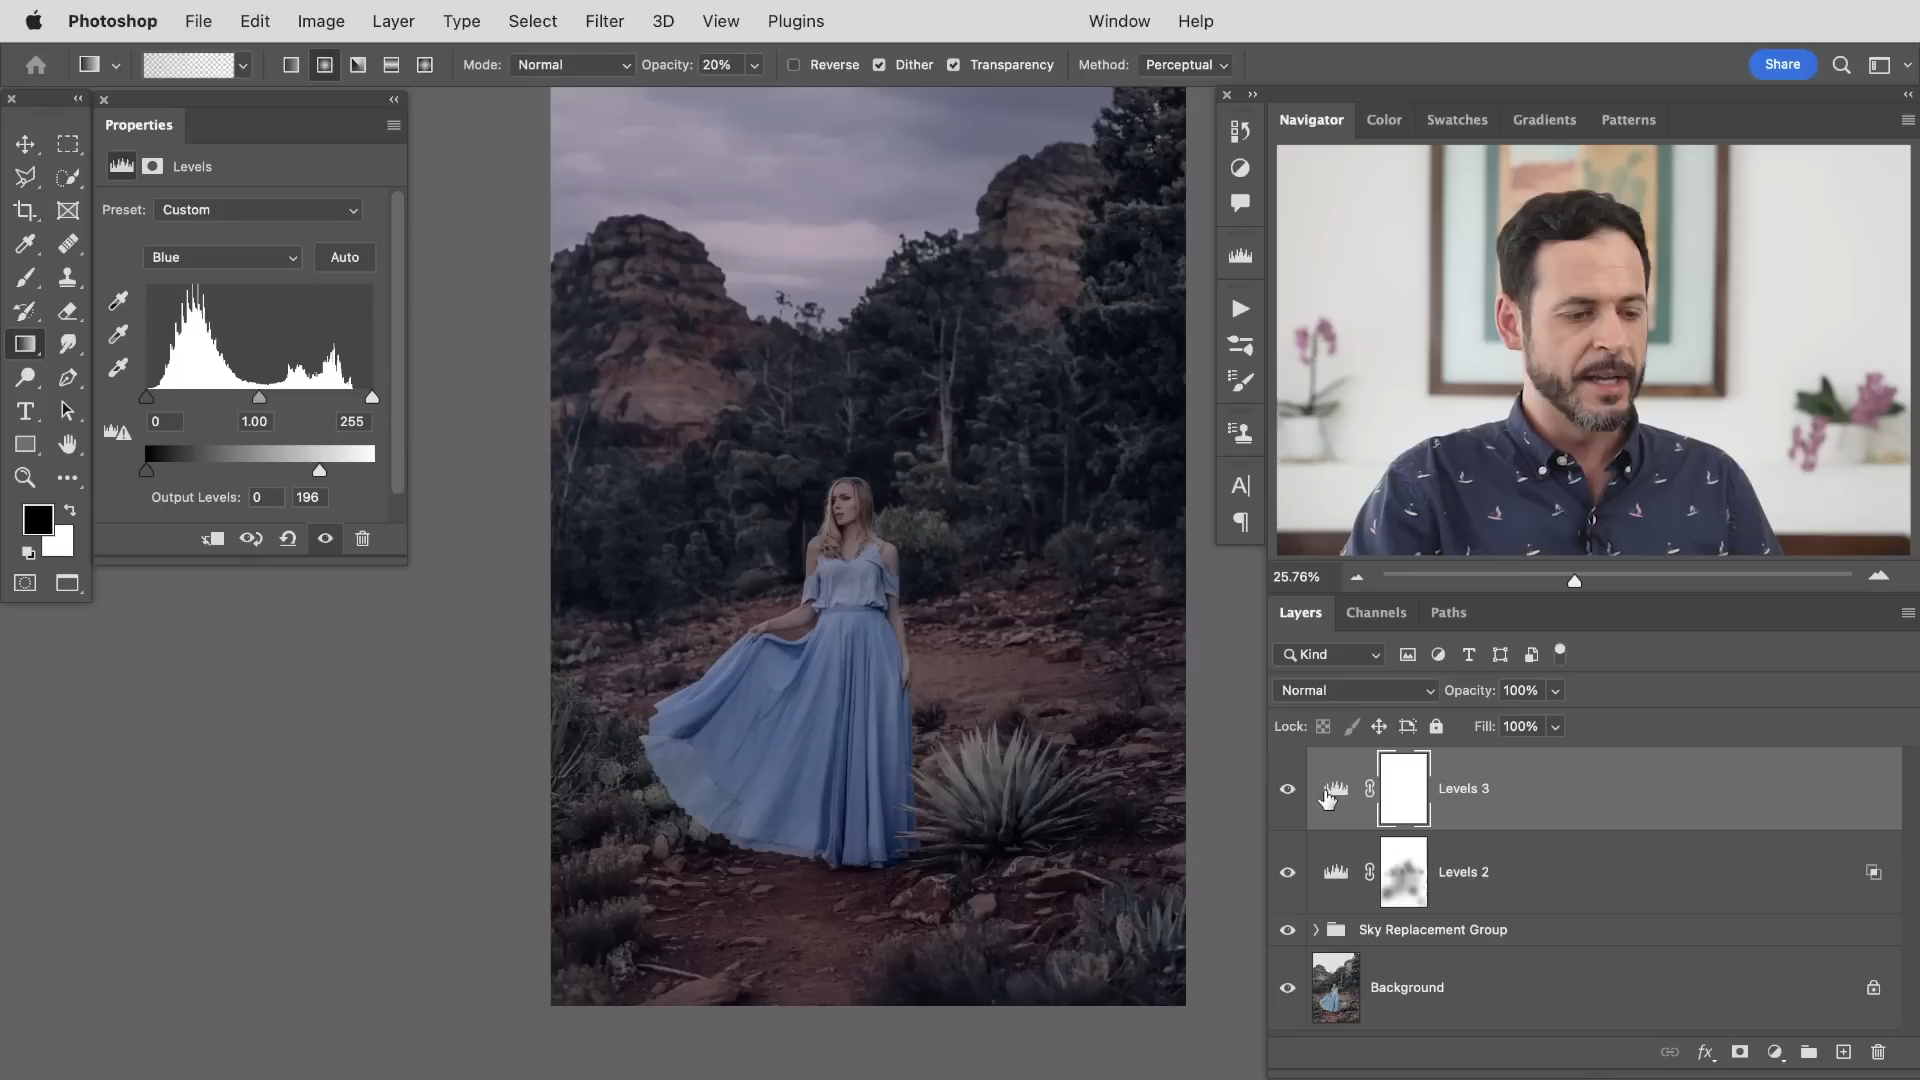 Photoshop File Edit Image Layer Type Select Filter 3D View Plugins Window Help
Mode: Normal Opacity: 20% Reverse Dither Transparency Method: Perceptual Share
Properties
Levels
Preset: Custom
Blue Auto
0 1.00 255
Output Levels: 0 196
Navigator Color Swatches Gradients Patterns
25.76%
Layers Channels Paths
Kind
Normal Opacity: 100%
Lock: Fill: 100%
Levels 3
Levels 2
Sky Replacement Group
Background
fx